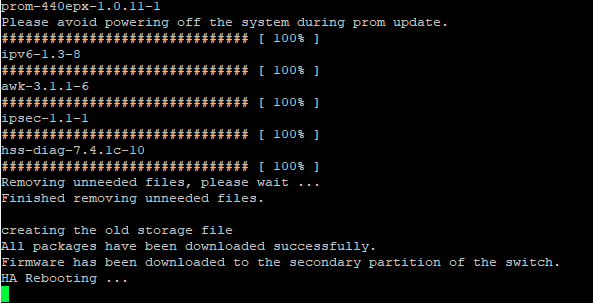 prom-440epx-1.0.11-1
Please avoid powering off the system during prom update.
############################### [ 100% ]
ipv6-1.3-8
############################### [ 100% ]
awk-3.1.1-6
############################### [ 100% ]
ipsec-1.1-1
############################### [ 100% ]
hss-diag-7.4.1c-10
############################### [ 100% ]
Removing unneeded files, please wait ...
Finished removing unneeded files.
creating the old storage file
All packages have been downloaded successfully.
Firmware has been downloaded to the secondary partition of the switch.
HA Rebooting ...